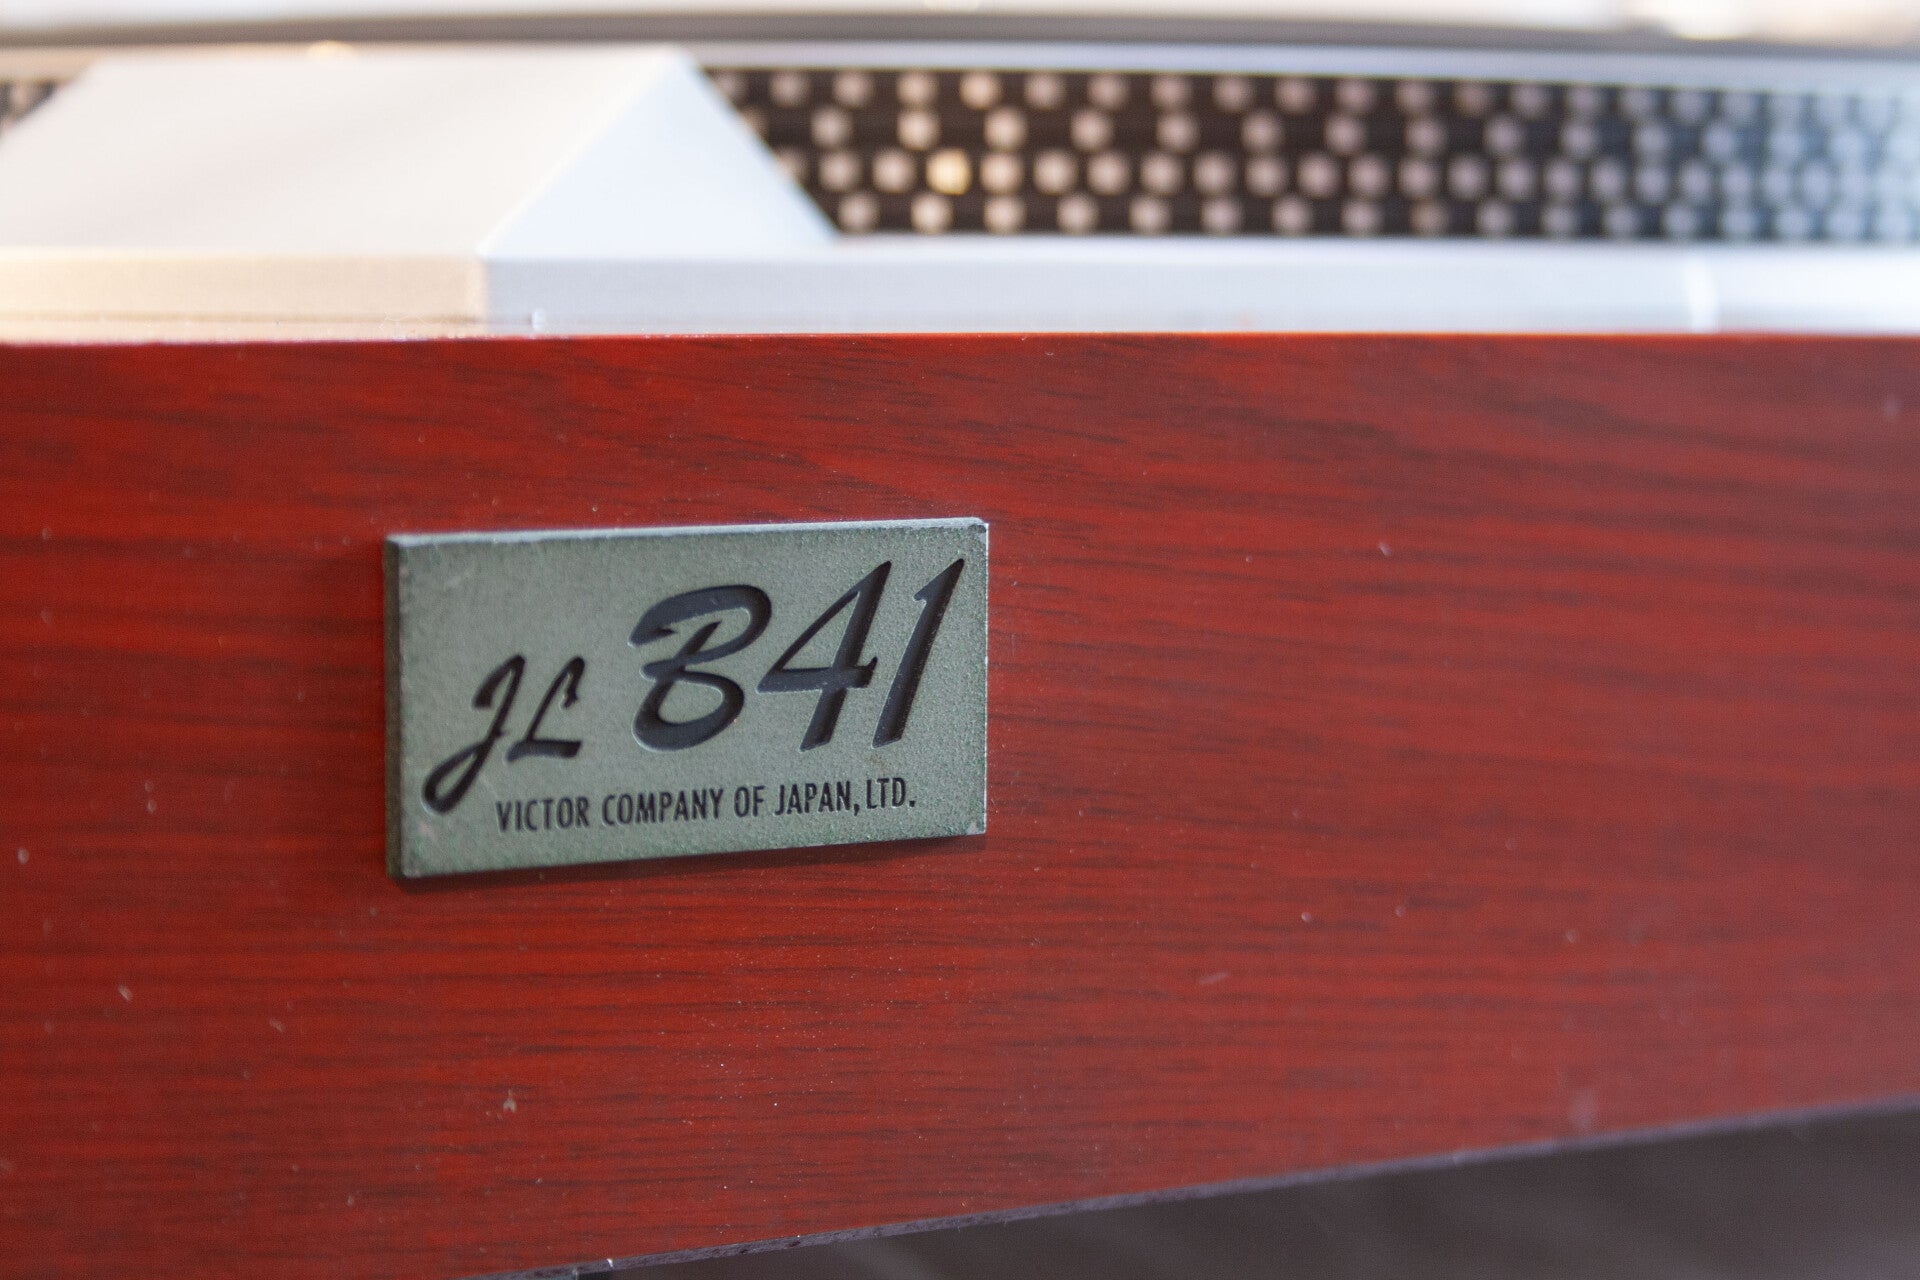 JL B41
VICTOR COMPANY OF JAPAN, LTD.